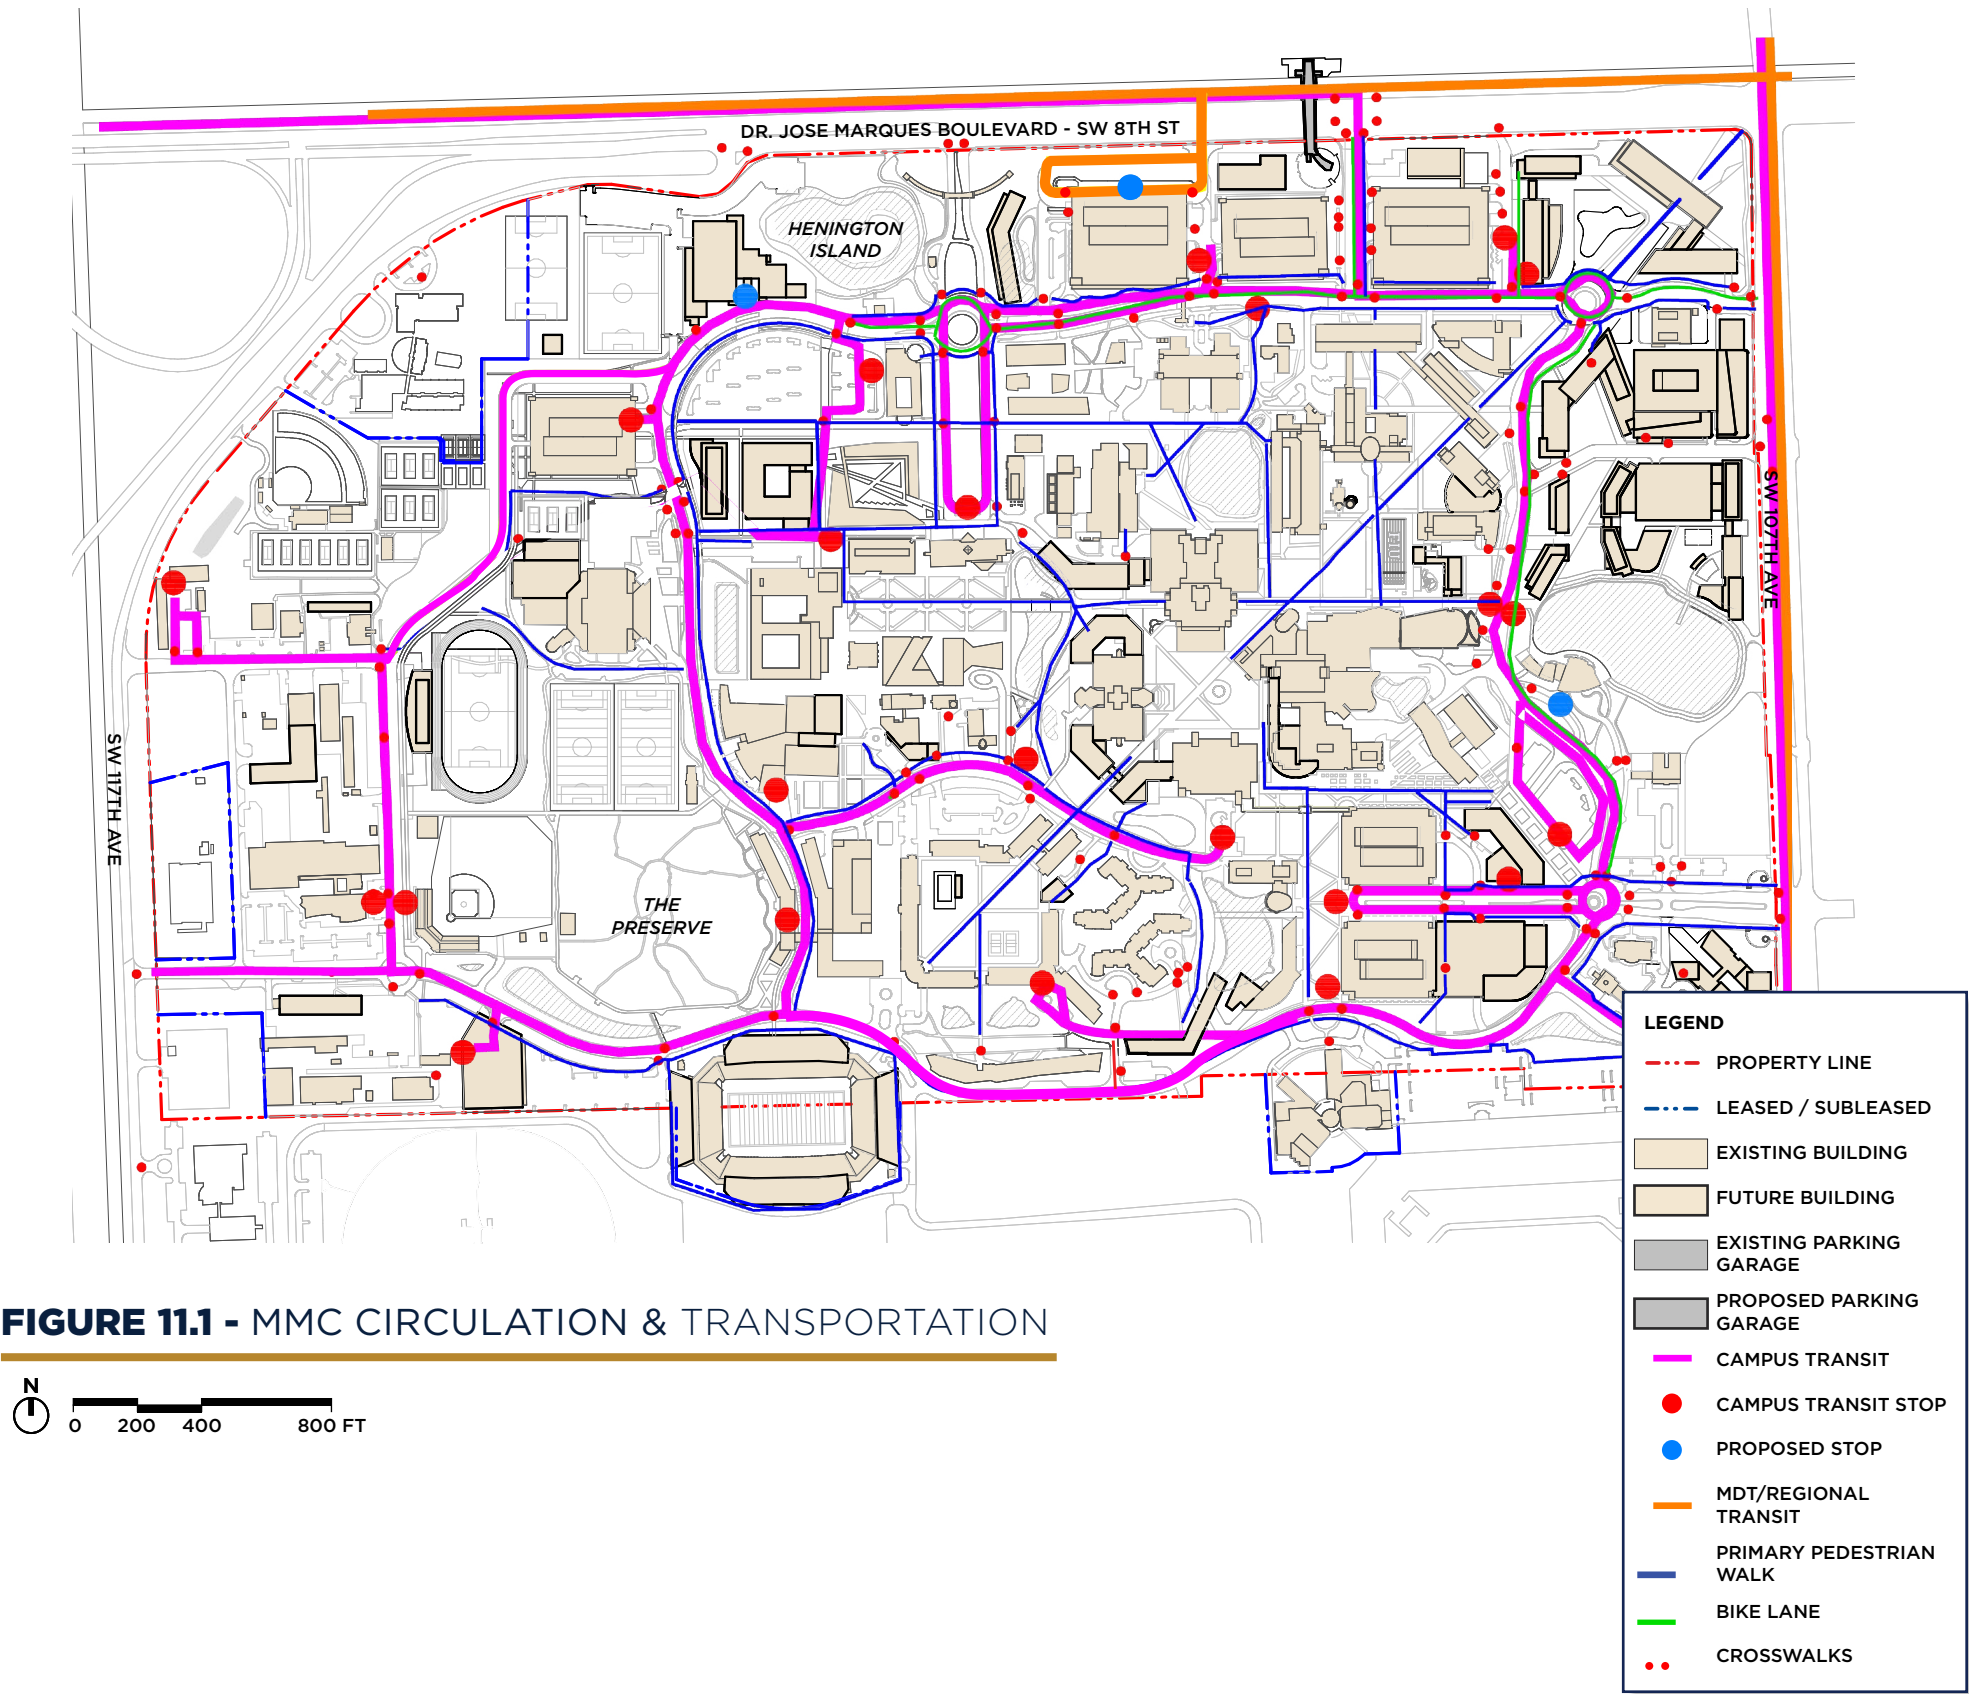 DR. JOSE MARQUES BOULEVARD - SW 8TH ST
HENINGTON
ISLAND
SW 107TH AVE
SW 117TH AVE
THE
PRESERVE
LEGEND
PROPERTY LINE
LEASED / SUBLEASED
EXISTING BUILDING
FUTURE BUILDING
EXISTING PARKING
GARAGE
PROPOSED PARKING
GARAGE
CAMPUS TRANSIT
CAMPUS TRANSIT STOP
PROPOSED STOP
MDT/REGIONAL
TRANSIT
PRIMARY PEDESTRIAN
WALK
BIKE LANE
CROSSWALKS
FIGURE 11.1 - MMC CIRCULATION & TRANSPORTATION
N
0 200 400 800 FT